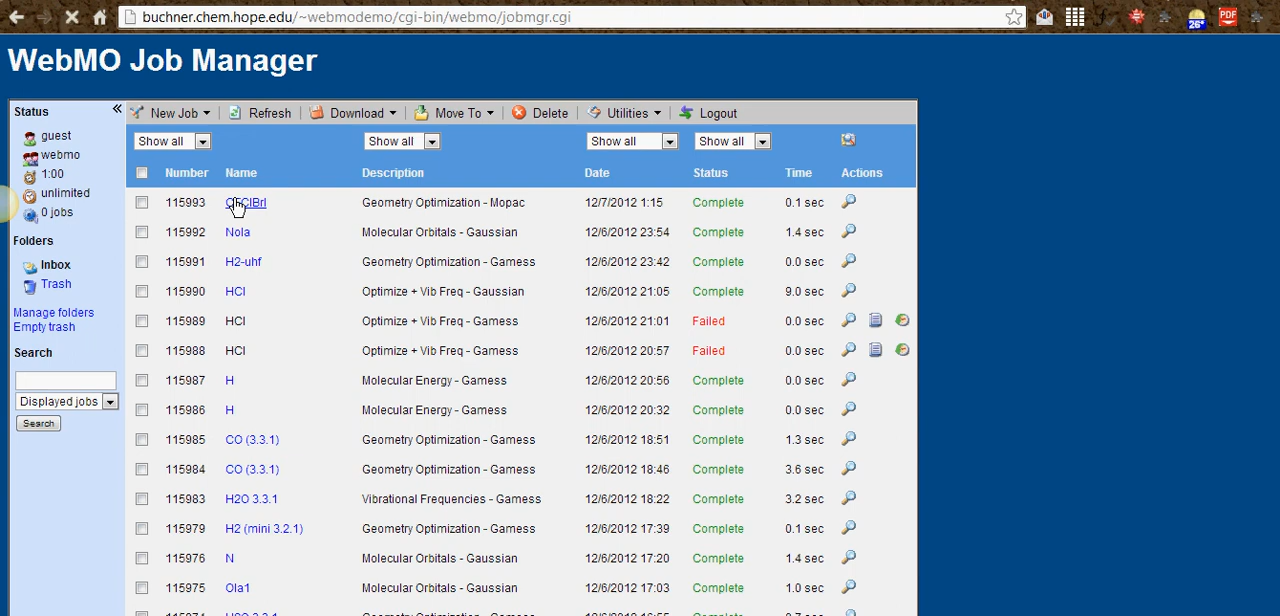 buchner.chem.hope.edu/~webmodemo/cgi-bin/webmo/jobmgr.cgi
26°
PDF
WebMO Job Manager
Status
guest
webmo
1:00
unlimited
0 jobs
Folders
Inbox
Trash
Manage folders
Empty trash
Search
Displayed jobs
Search
New Job Refresh Download Move To Delete Utilities Logout
Show all Show all Show all Show all
Number Name Description Date Status Time Actions
115993 Geometry Optimization - Mopac 12/7/2012 1:15 Complete 0.1 sec
115992 Nola Molecular Orbitals - Gaussian 12/6/2012 23:54 Complete 1.4 sec
115991 H2-uhf Geometry Optimization - Gamess 12/6/2012 23:42 Complete 0.0 sec
115990 HCl Optimize + Vib Freq - Gaussian 12/6/2012 21:05 Complete 9.0 sec
115989 HCl Optimize + Vib Freq - Gamess 12/6/2012 21:01 Failed 0.0 sec
115988 HCl Optimize + Vib Freq - Gamess 12/6/2012 20:57 Failed 0.0 sec
115987 H Molecular Energy - Gamess 12/6/2012 20:56 Complete 0.0 sec
115986 H Molecular Energy - Gamess 12/6/2012 20:32 Complete 0.0 sec
115985 CO (3.3.1) Geometry Optimization - Gamess 12/6/2012 18:51 Complete 1.3 sec
115984 CO (3.3.1) Geometry Optimization - Gamess 12/6/2012 18:46 Complete 3.6 sec
115983 H2O 3.3.1 Vibrational Frequencies - Gamess 12/6/2012 18:22 Complete 3.2 sec
115979 H2 (mini 3.2.1) Geometry Optimization - Gamess 12/6/2012 17:39 Complete 0.1 sec
115976 N Molecular Orbitals - Gaussian 12/6/2012 17:20 Complete 1.4 sec
115975 Ola1 Molecular Orbitals - Gaussian 12/6/2012 17:03 Complete 1.0 sec